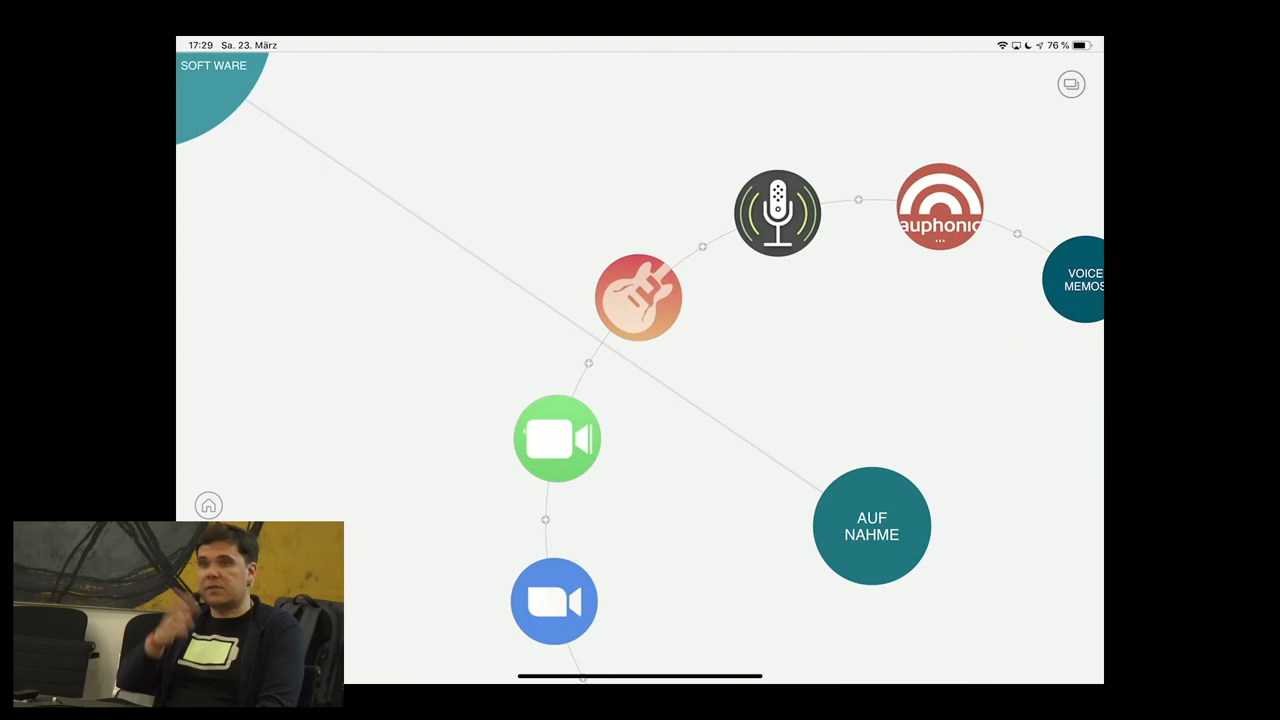 17:29 Sa. 23. März
76 %
SOFT WARE
auphonic
...
VOICE
MEMOS
AUF
NAHME